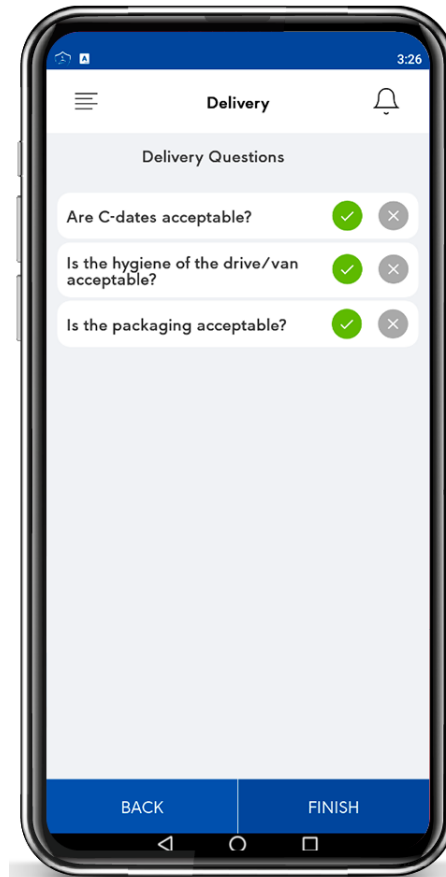 A
3:26
Delivery
Delivery Questions
Are C-dates acceptable?
Is the hygiene of the drive/van
acceptable?
Is the packaging acceptable?
BACK
FINISH